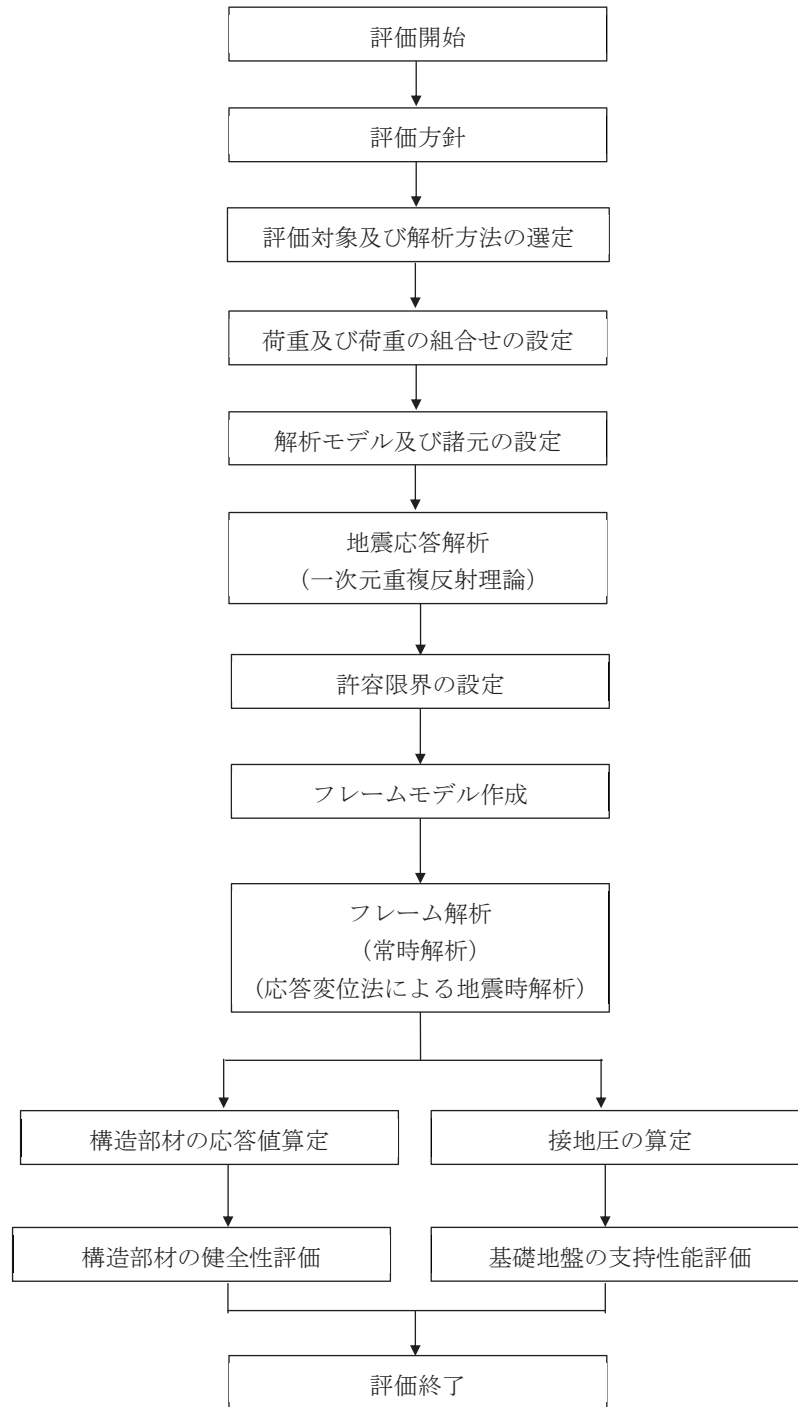 評価開始
評価方針
評価対象及び解析方法の選定
荷重及び荷重の組合せの設定
解析モデル及び諸元の設定
地震応答解析
（一次元重複反射理論）
許容限界の設定
フレームモデル作成
フレーム解析
（常時解析）
（応答変位法による地震時解析）
構造部材の応答値算定
接地圧の算定
構造部材の健全性評価
基礎地盤の支持性能評価
評価終了